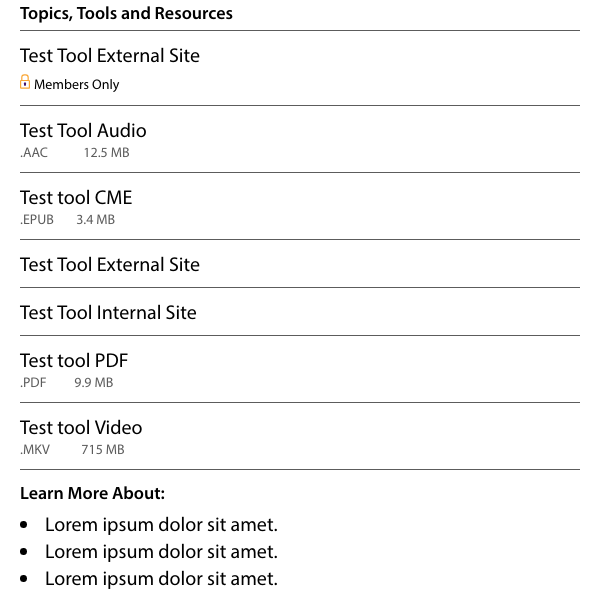 Topics, Tools and Resources
Test Tool External Site
Members Only
Test Tool Audio
.AAC 12.5 MB
Test tool CME
.EPUB 3.4 MB
Test Tool External Site
Test Tool Internal Site
Test tool PDF
.PDF 9.9 MB
Test tool Video
.MKV 715 MB
Learn More About:
• Lorem ipsum dolor sit amet.
• Lorem ipsum dolor sit amet.
• Lorem ipsum dolor sit amet.